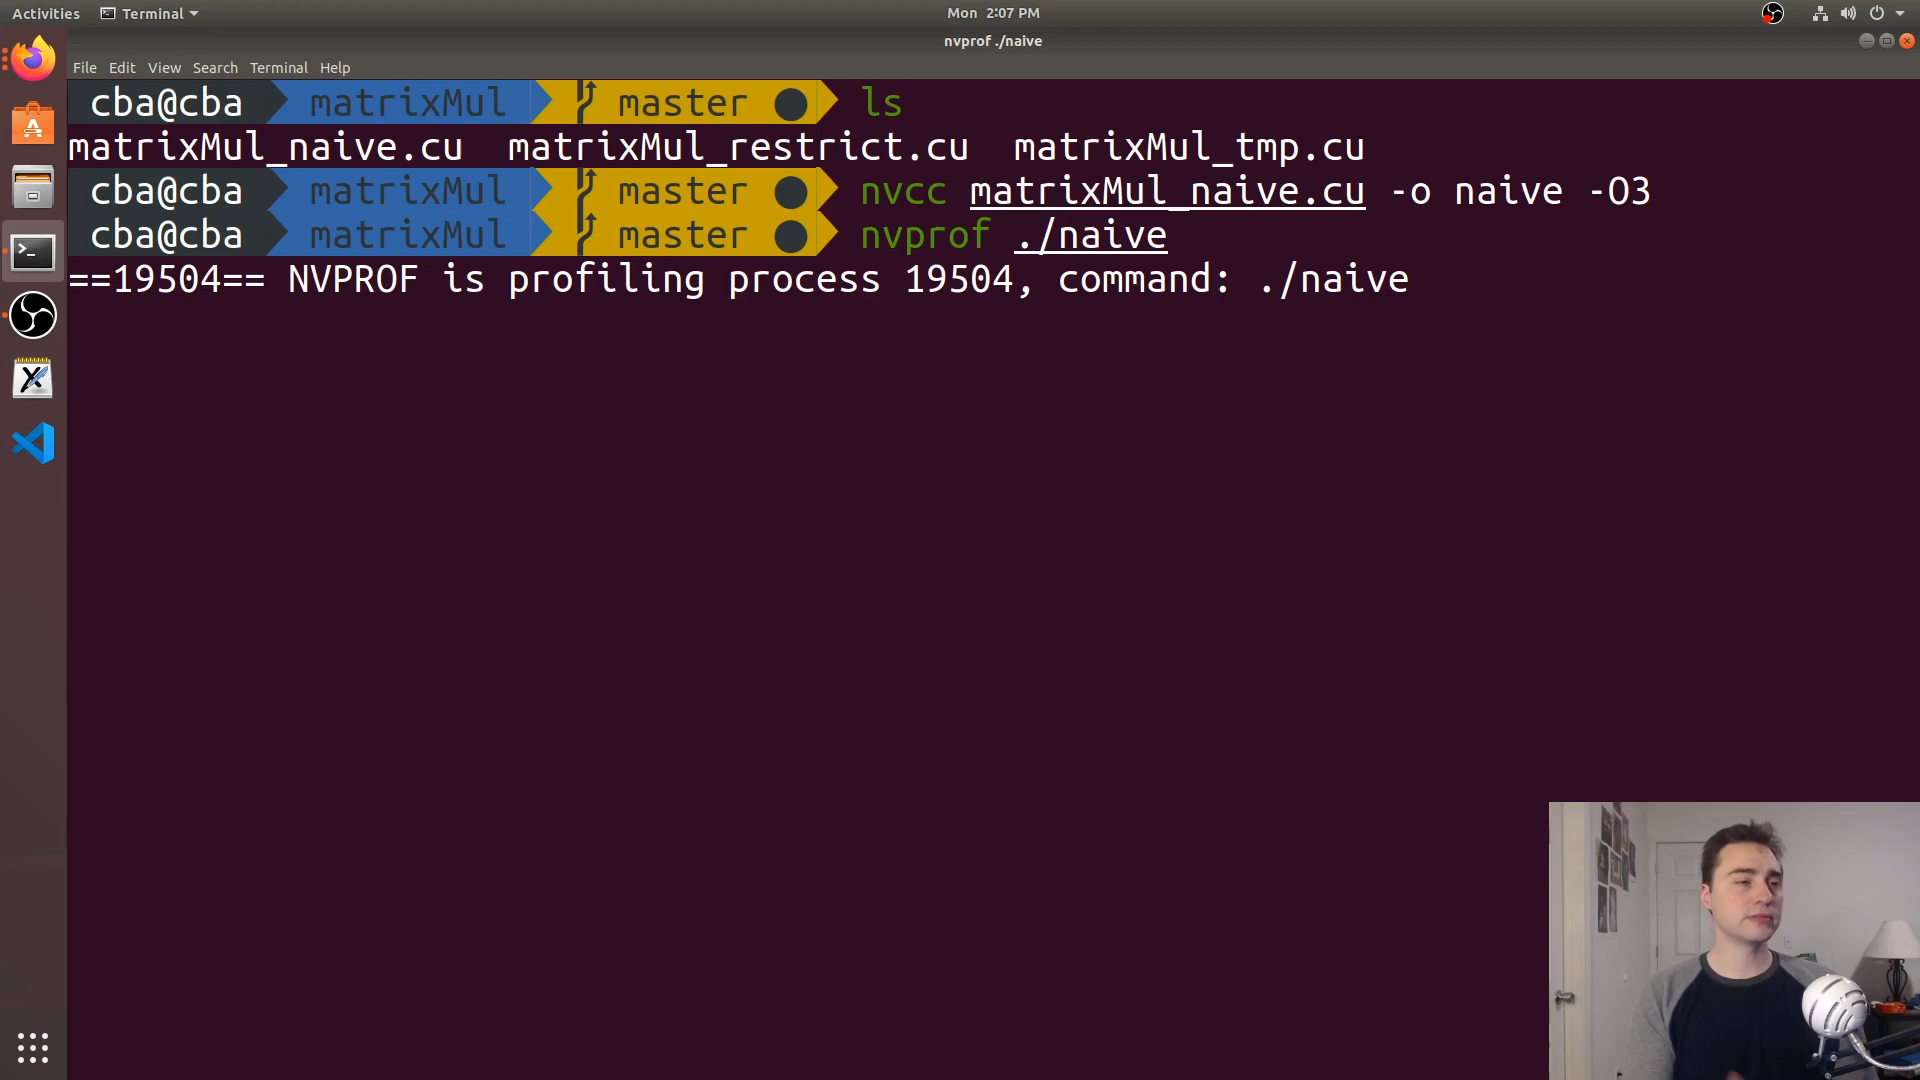 Activities Terminal Mon 2:07 PM
nvprof ./naive
File Edit View Search Terminal Help
cba@cba matrixMul master ls
matrixMul_naive.cu matrixMul_restrict.cu matrixMul_tmp.cu
cba@cba matrixMul master nvcc matrixMul_naive.cu -o naive -O3
cba@cba matrixMul master nvprof ./naive
==19504== NVPROF is profiling process 19504, command: ./naive